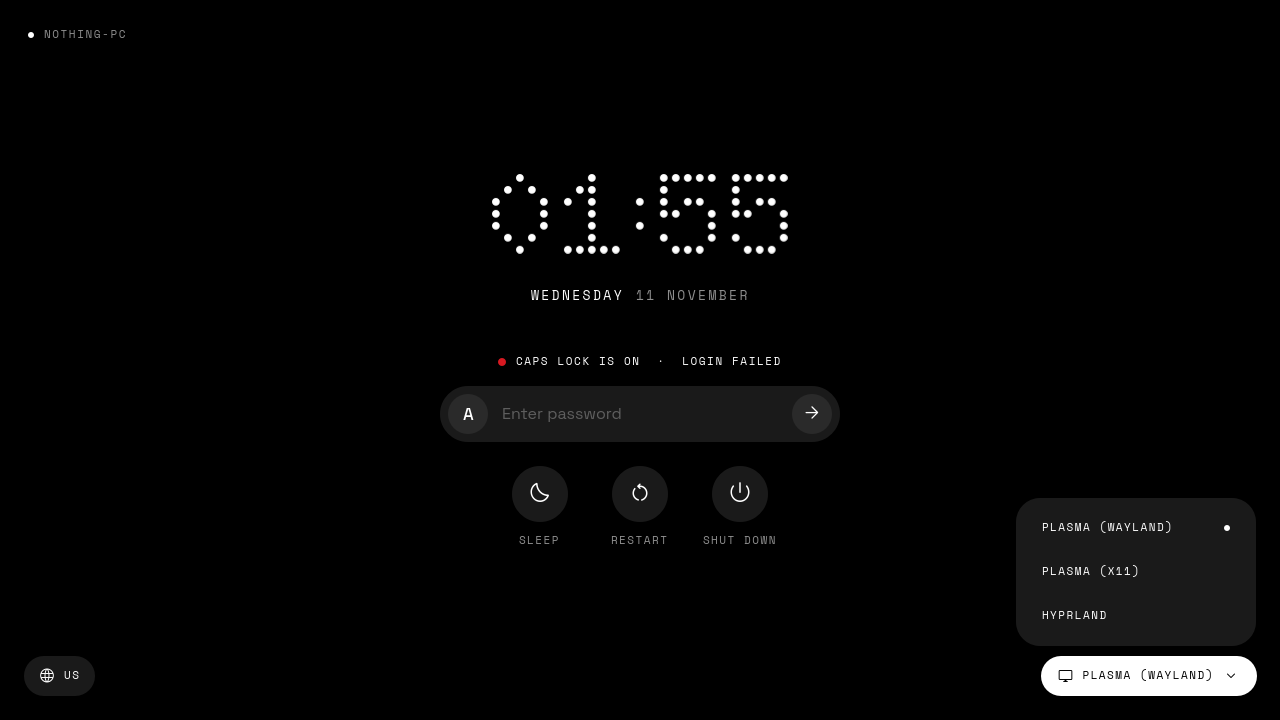 NOTHING-PC
01:55
WEDNESDAY 11 NOVEMBER
CAPS LOCK IS ON · LOGIN FAILED
A
Enter password
SLEEP RESTART SHUT DOWN
PLASMA (WAYLAND)
PLASMA (X11)
HYPRLAND
US
PLASMA (WAYLAND)